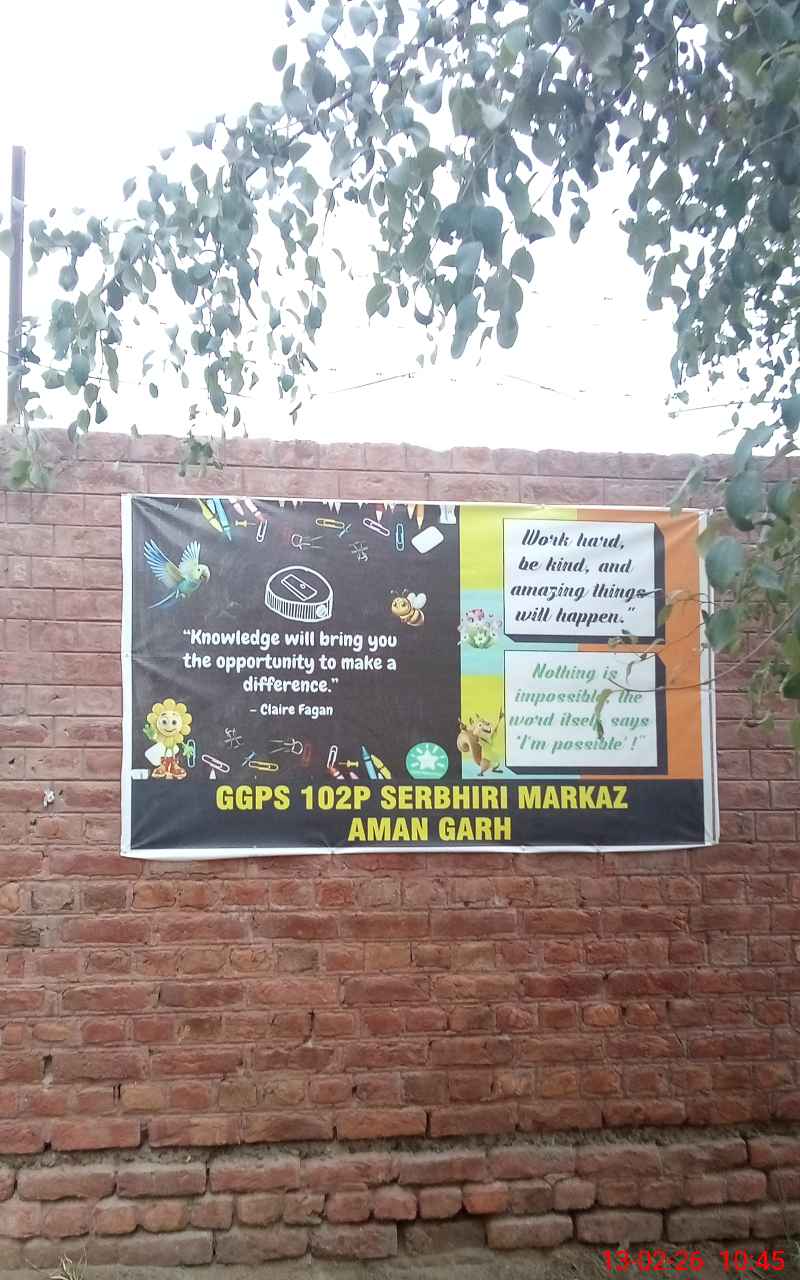 "Knowledge will bring you
the opportunity to make a
difference."
– Claire Fagan
Work hard,
be kind, and
amazing things
will happen."
Nothing is
impossible, the
word itself says
'I'm possible'!"
GGPS 102P SERBHIRI MARKAZ
AMAN GARH
13-02-26 10:45